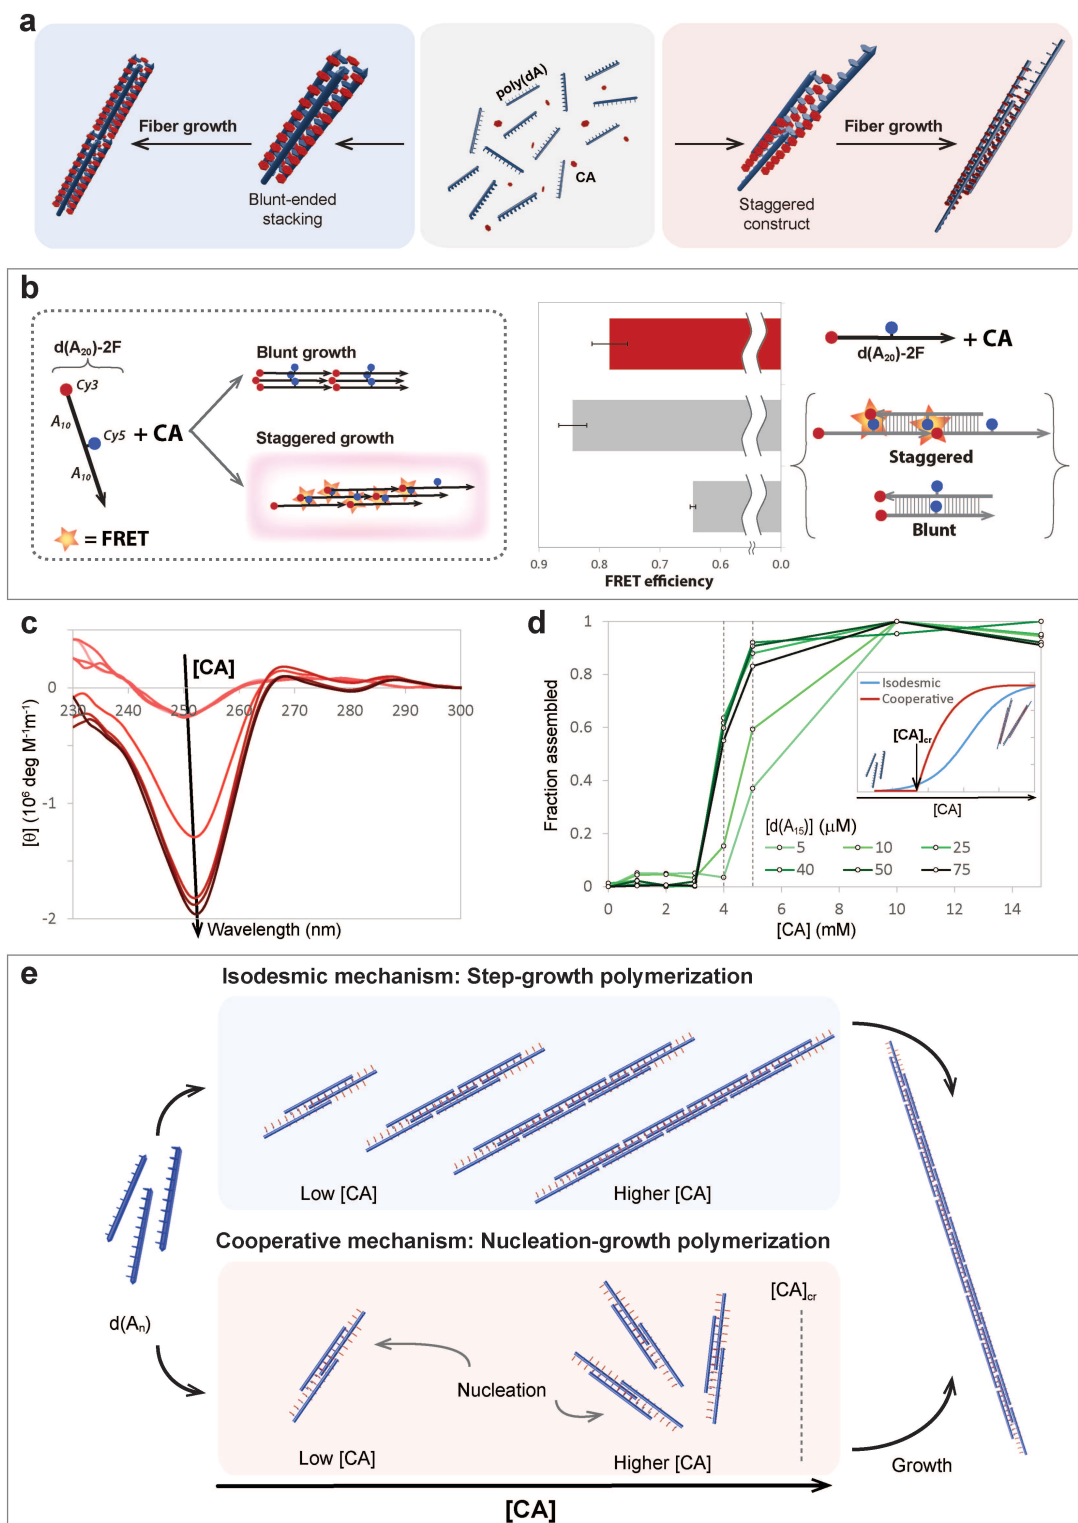 a
poly(dA)
Fiber growth
Fiber growth
CA
Blunt-ended
stacking
Staggered
construct
b
d(A20)-2F
Cy3
A10
Cy5
+ CA
A10
= FRET
Blunt growth
Staggered growth
0.9
0.8
0.7
0.6
0.0
FRET efficiency
d(A20)-2F
+ CA
Staggered
Blunt
c
[CA]
0
-1
-2
230
240
250
260
270
280
290
300
[θ] (10⁶ deg M⁻¹m⁻¹)
Wavelength (nm)
d
1
0.8
0.6
0.4
0.2
0
Fraction assembled
Isodesmic
Cooperative
[CA]cr
[CA]
[d(A15)] (μM)
5
10
25
40
50
75
0
2
4
6
8
10
12
14
[CA] (mM)
e
Isodesmic mechanism: Step-growth polymerization
Low [CA]
Higher [CA]
Cooperative mechanism: Nucleation-growth polymerization
d(An)
[CA]cr
Nucleation
Low [CA]
Higher [CA]
Growth
[CA]